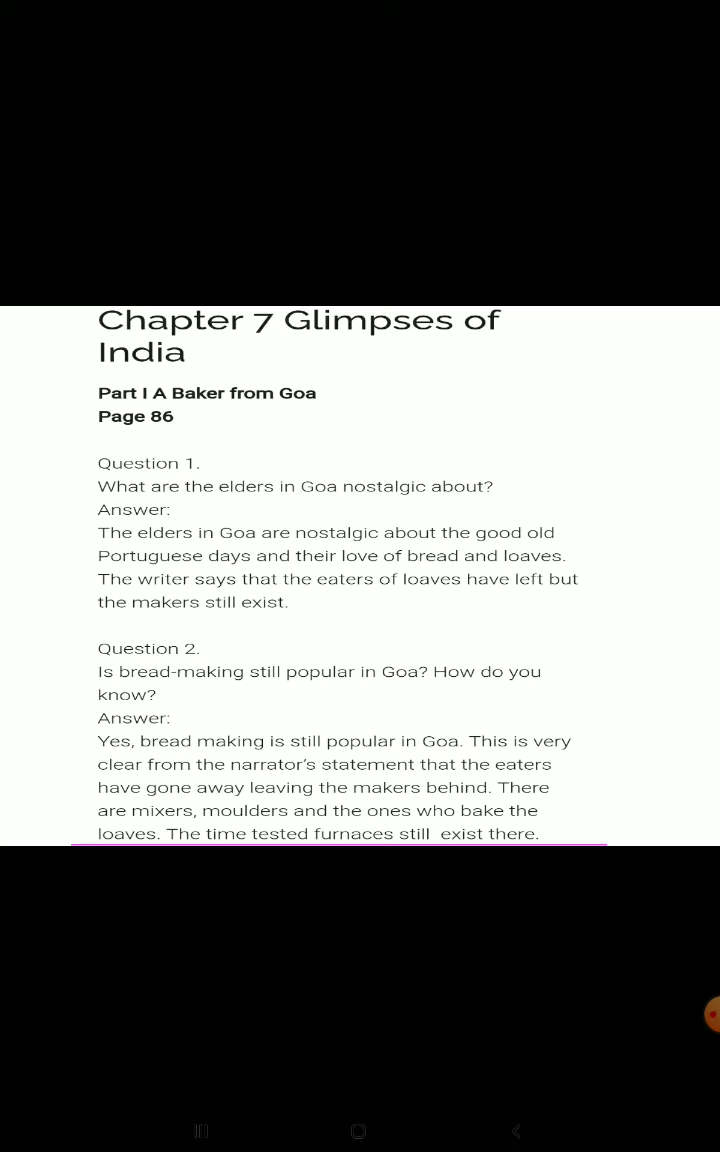 Chapter 7 Glimpses of
India
Part I A Baker from Goa
Page 86
Question 1.
What are the elders in Goa nostalgic about?
Answer:
The elders in Goa are nostalgic about the good old
Portuguese days and their love of bread and loaves.
The writer says that the eaters of loaves have left but
the makers still exist.
Question 2.
Is bread-making still popular in Goa? How do you
know?
Answer:
Yes, bread making is still popular in Goa. This is very
clear from the narrator's statement that the eaters
have gone away leaving the makers behind. There
are mixers, moulders and the ones who bake the
loaves. The time tested furnaces still  exist there.